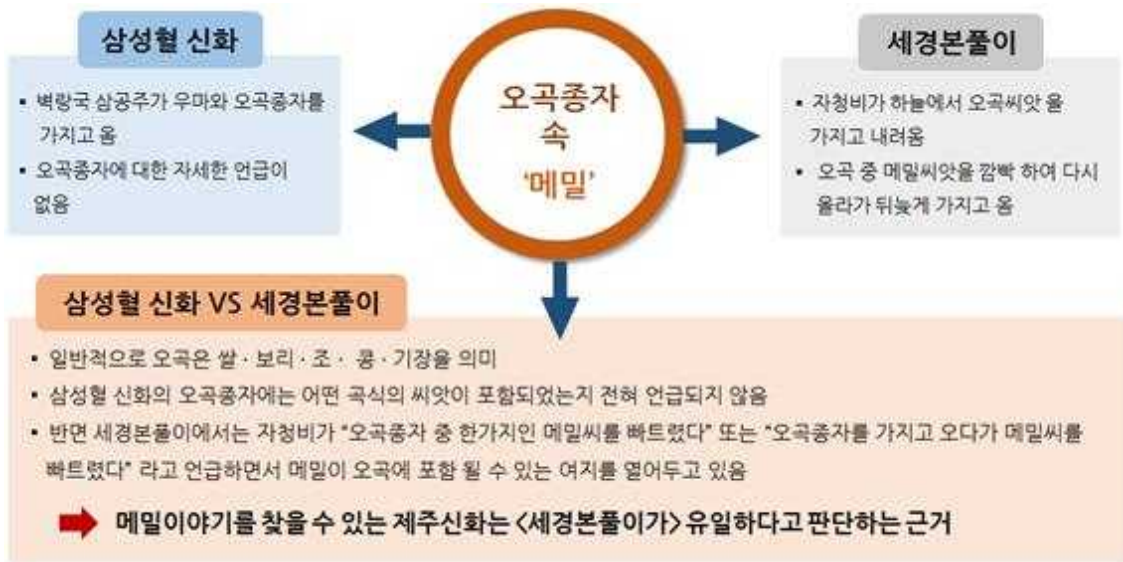 삼성혈 신화
▪ 벽랑국 삼공주가 우마와 오곡종자를
가지고 옴
▪ 오곡종자에 대한 자세한 언급이
없음
오곡종자
속
‘메밀’
세경본풀이
▪ 자청비가 하늘에서 오곡씨앗 을
가지고 내려옴
▪ 오곡 중 메밀씨앗을 깜빡 하여 다시
올라가 뒤늦게 가지고 옴
삼성혈 신화 VS 세경본풀이
▪ 일반적으로 오곡은 쌀 · 보리 · 조 · 콩 · 기장을 의미
▪ 삼성혈 신화의 오곡종자에는 어떤 곡식의 씨앗이 포함되었는지 전혀 언급되지 않음
▪ 반면 세경본풀이에서는 자청비가 “오곡종자 중 한가지인 메밀씨를 빠트렸다” 또는 “오곡종자를 가지고 오다가 메밀씨를
빠트렸다” 라고 언급하면서 메밀이 오곡에 포함 될 수 있는 여지를 열어두고 있음
메밀이야기를 찾을 수 있는 제주신화는 <세경본풀이가> 유일하다고 판단하는 근거